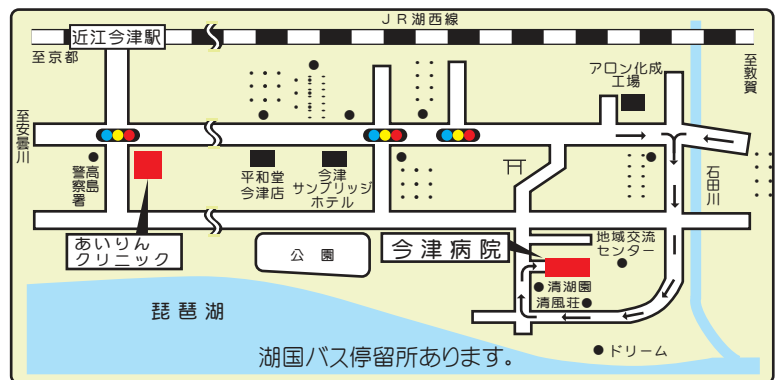 JR湖西線
近江今津駅
至京都
至敦賀
アロン化成
工場
至安曇川
高島
警察署
平和堂
今津店
今津
サンブリッジ
ホテル
石田川
あいりん
クリニック
公園
今津病院
地域交流
センター
清湖園
清風荘
琵琶湖
湖国バス停留所あります。
ドリーム